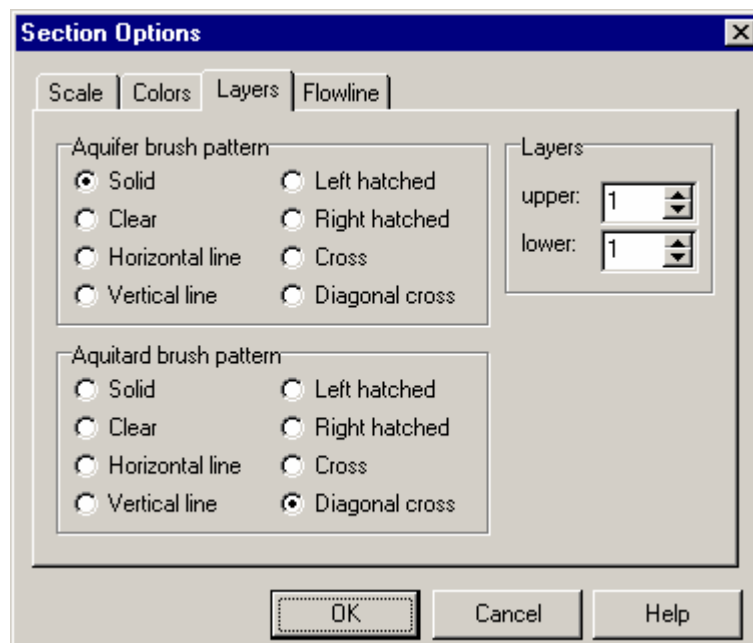 Section Options
Scale Colors Layers Flowline
Aquifer brush pattern
Solid Left hatched
Clear Right hatched
Horizontal line Cross
Vertical line Diagonal cross
Layers
upper: 1
lower: 1
Aquitard brush pattern
Solid Left hatched
Clear Right hatched
Horizontal line Cross
Vertical line Diagonal cross
OK Cancel Help